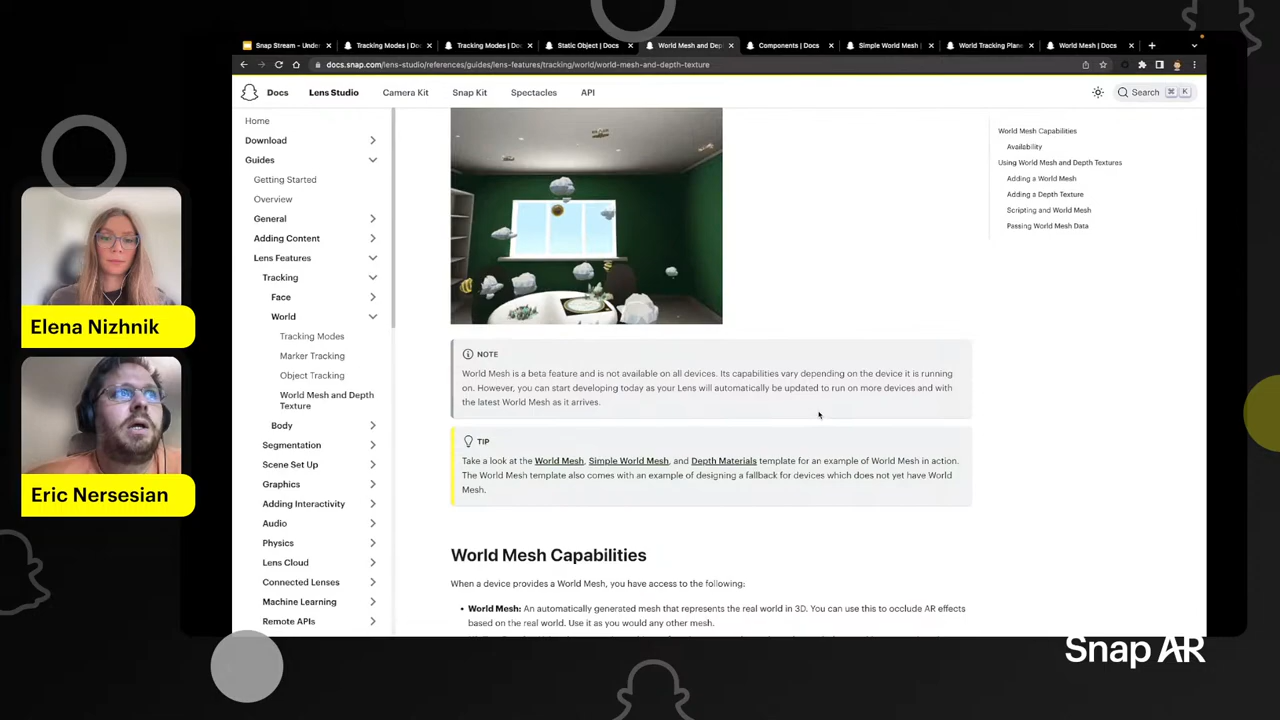 Snap Stream - Unde
Tracking Modes | Doc
Tracking Modes | Doc
Static Object | Docs
World Mesh and Dep
Components | Docs
Simple World Mesh |
World Tracking Plane
World Mesh | Docs
docs.snap.com/lens-studio/references/guides/lens-features/tracking/world/world-mesh-and-depth-texture
Docs
Lens Studio
Camera Kit
Snap Kit
Spectacles
API
Search
⌘ K
Home
Download
Guides
Getting Started
Overview
General
Adding Content
Lens Features
Tracking
Face
World
Tracking Modes
Marker Tracking
Object Tracking
World Mesh and Depth
Texture
Body
Segmentation
Scene Set Up
Graphics
Adding Interactivity
Audio
Physics
Lens Cloud
Connected Lenses
Machine Learning
Remote APIs
NOTE
World Mesh is a beta feature and is not available on all devices. Its capabilities vary depending on the device it is running
on. However, you can start developing today as your Lens will automatically be updated to run on more devices and with
the latest World Mesh as it arrives.
TIP
Take a look at the World Mesh, Simple World Mesh, and Depth Materials template for an example of World Mesh in action.
The World Mesh template also comes with an example of designing a fallback for devices which does not yet have World
Mesh.
World Mesh Capabilities
When a device provides a World Mesh, you have access to the following:
• World Mesh: An automatically generated mesh that represents the real world in 3D. You can use this to occlude AR effects
based on the real world. Use it as you would any other mesh.
World Mesh Capabilities
Availability
Using World Mesh and Depth Textures
Adding a World Mesh
Adding a Depth Texture
Scripting and World Mesh
Passing World Mesh Data
Elena Nizhnik
Eric Nersesian
Snap AR